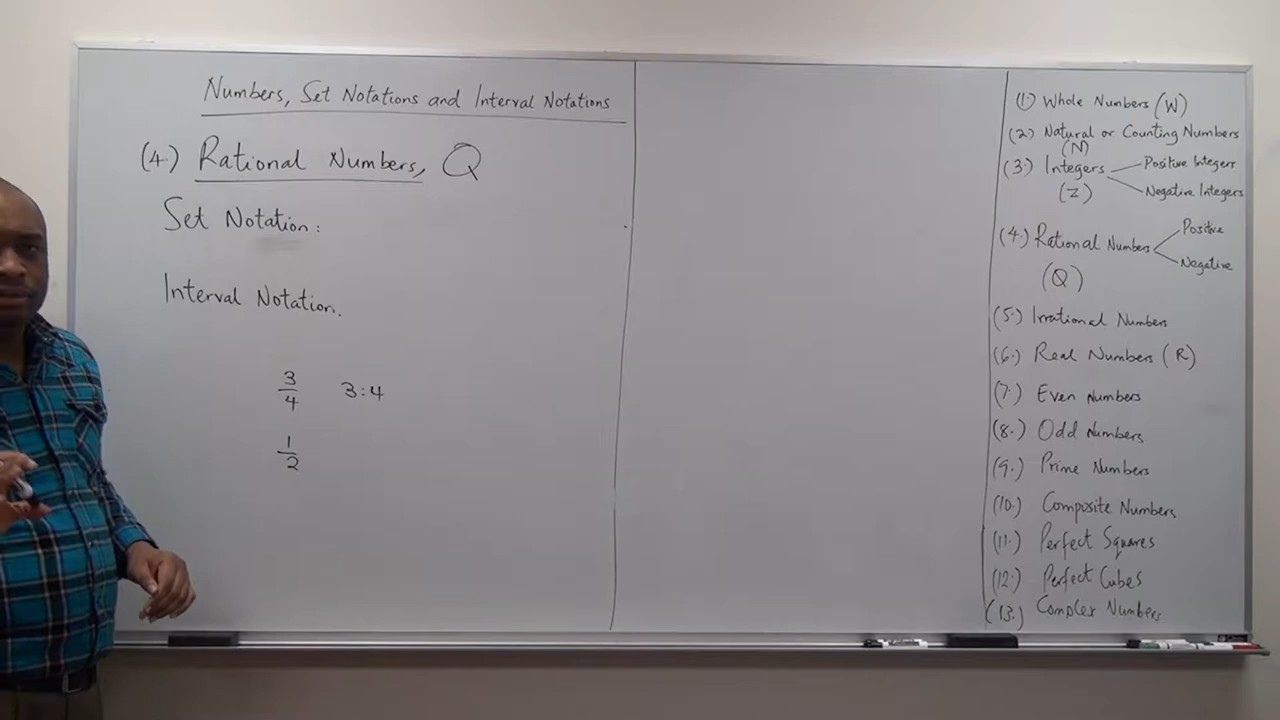 Numbers, Set Notations and Interval Notations
(4.) Rational Numbers, Q
Set Notation:
Interval Notation.
3/4 3:4
1/2
(1) Whole Numbers (W)
(2.) Natural or Counting Numbers
(N)
(3.) Integers
Positive Integers
Negative Integers
(Z)
(4.) Rational Numbers
Positive
Negative
(Q)
(5.) Irrational Numbers
(6.) Real Numbers (R)
(7.) Even Numbers
(8.) Odd Numbers
(9.) Prime Numbers
(10.) Composite Numbers
(11.) Perfect Squares
(12.) Perfect Cubes
(13.) Complex Numbers